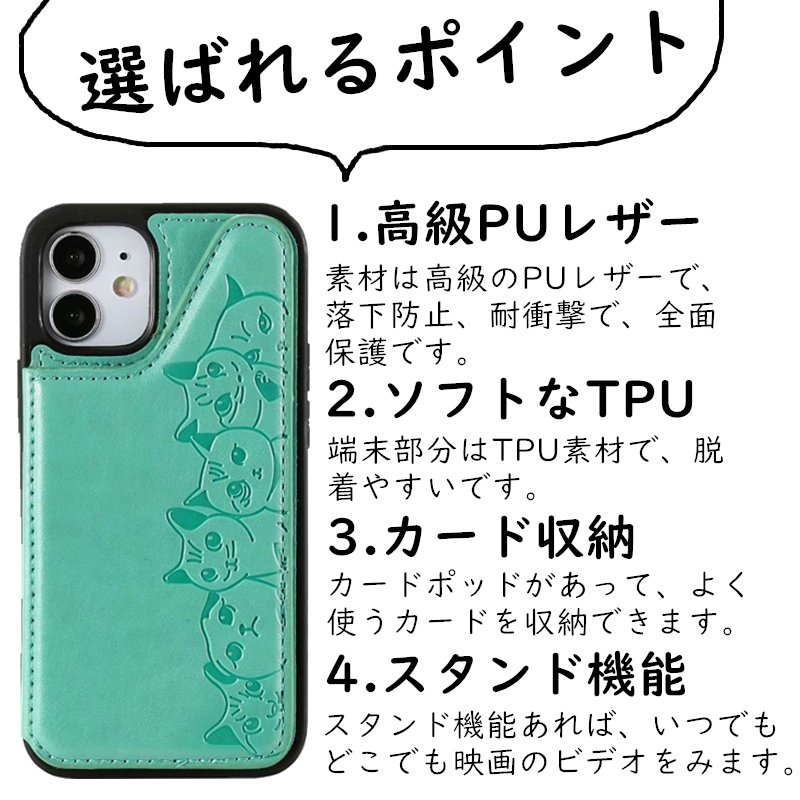 選ばれるポイント
1.高級PUレザー
素材は高級のPUレザーで、
落下防止、耐衝撃で、全面
保護です。
2.ソフトなTPU
端末部分はTPU素材で、脱
着やすいです。
3.カード収納
カードポッドがあって、よく
使うカードを収納できます。
4.スタンド機能
スタンド機能あれば、いつでも
どこでも映画のビデオをみます。